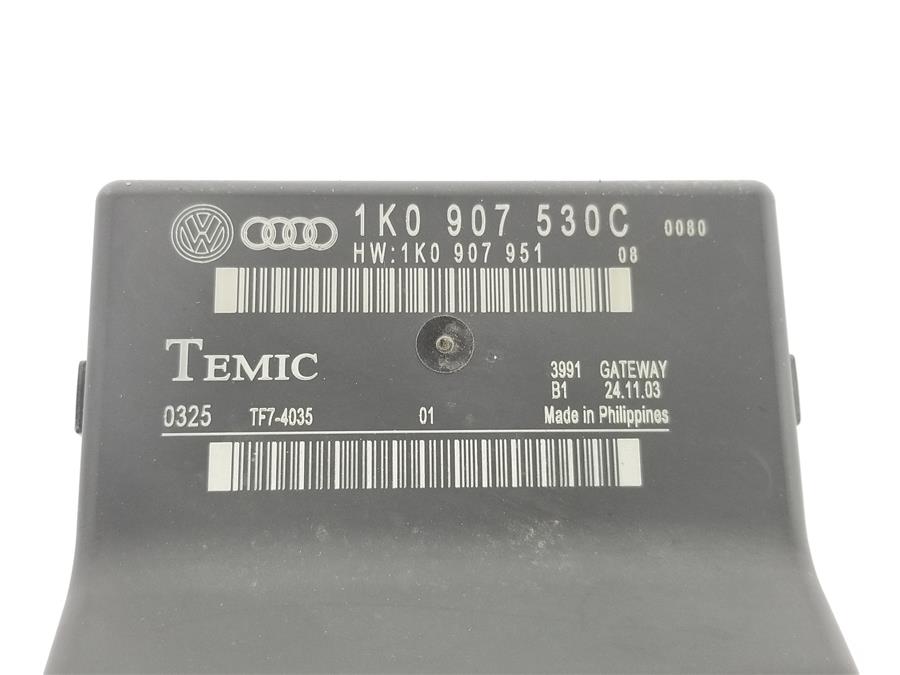 1K0 907 530C 0080
HW:1K0 907 951 08
TEMIC
3991 GATEWAY
B1 24.11.03
0325 TF7-4035 01 Made in Philippines